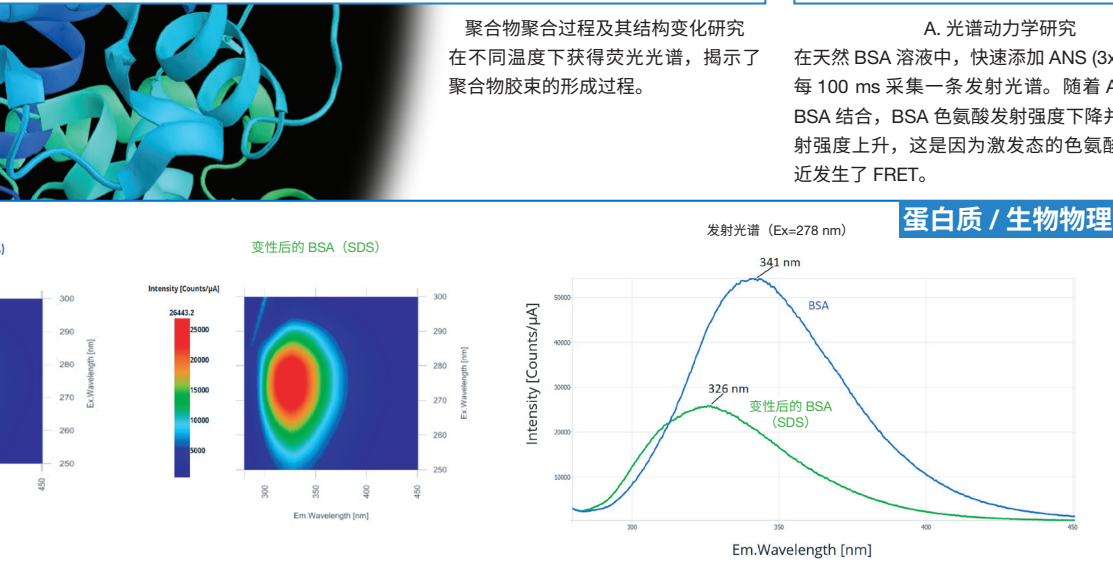 聚合物聚合过程及其结构变化研究
在不同温度下获得荧光光谱，揭示了
聚合物胶束的形成过程。
A. 光谱动力学研究
在天然 BSA 溶液中，快速添加 ANS (3x
每 100 ms 采集一条发射光谱。随着 A
BSA 结合，BSA 色氨酸发射强度下降并
射强度上升，这是因为激发态的色氨酸
近发生了 FRET。
蛋白质 / 生物物理
300
290
280
270
260
250
Ex.Wavelength [nm]
450
变性后的 BSA（SDS）
Intensity [Counts/μA]
26443.2
25000
20000
15000
10000
5000
300
290
280
270
260
250
Ex.Wavelength [nm]
300
350
400
450
Em.Wavelength [nm]
发射光谱（Ex=278 nm）
341 nm
BSA
326 nm
变性后的 BSA
（SDS）
Intensity [Counts/μA]
50000
40000
30000
20000
10000
300
350
400
450
Em.Wavelength [nm]